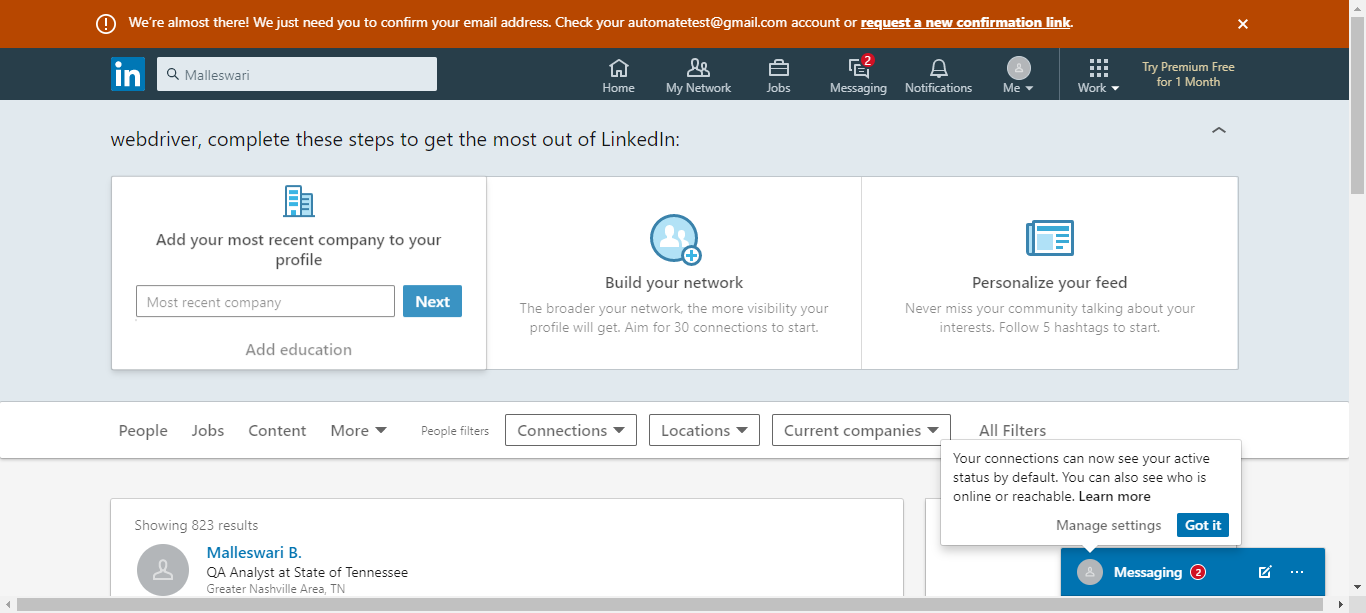 We're almost there! We just need you to confirm your email address. Check your automatetest@gmail.com account or request a new confirmation link.
in
Malleswari
Home
My Network
Jobs
2
Messaging
Notifications
Me
Work
Try Premium Free
for 1 Month
webdriver, complete these steps to get the most out of LinkedIn:
Add your most recent company to your
profile
Most recent company
Next
Add education
Build your network
The broader your network, the more visibility your
profile will get. Aim for 30 connections to start.
Personalize your feed
Never miss your community talking about your
interests. Follow 5 hashtags to start.
People
Jobs
Content
More
People filters
Connections
Locations
Current companies
All Filters
Your connections can now see your active
status by default. You can also see who is
online or reachable. Learn more
Manage settings
Got it
Showing 823 results
Malleswari B.
QA Analyst at State of Tennessee
Greater Nashville Area, TN
Messaging 2